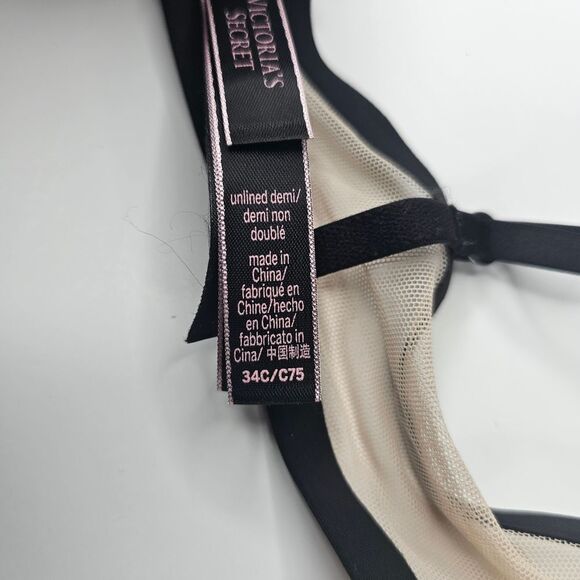 VICTORIA'S
SECRET
unlined demi/
demi non
doublé
made in
China/
fabriqué en
Chine/hecho
en China/
fabbricato in
Cina/ 中国制造
34C/C75